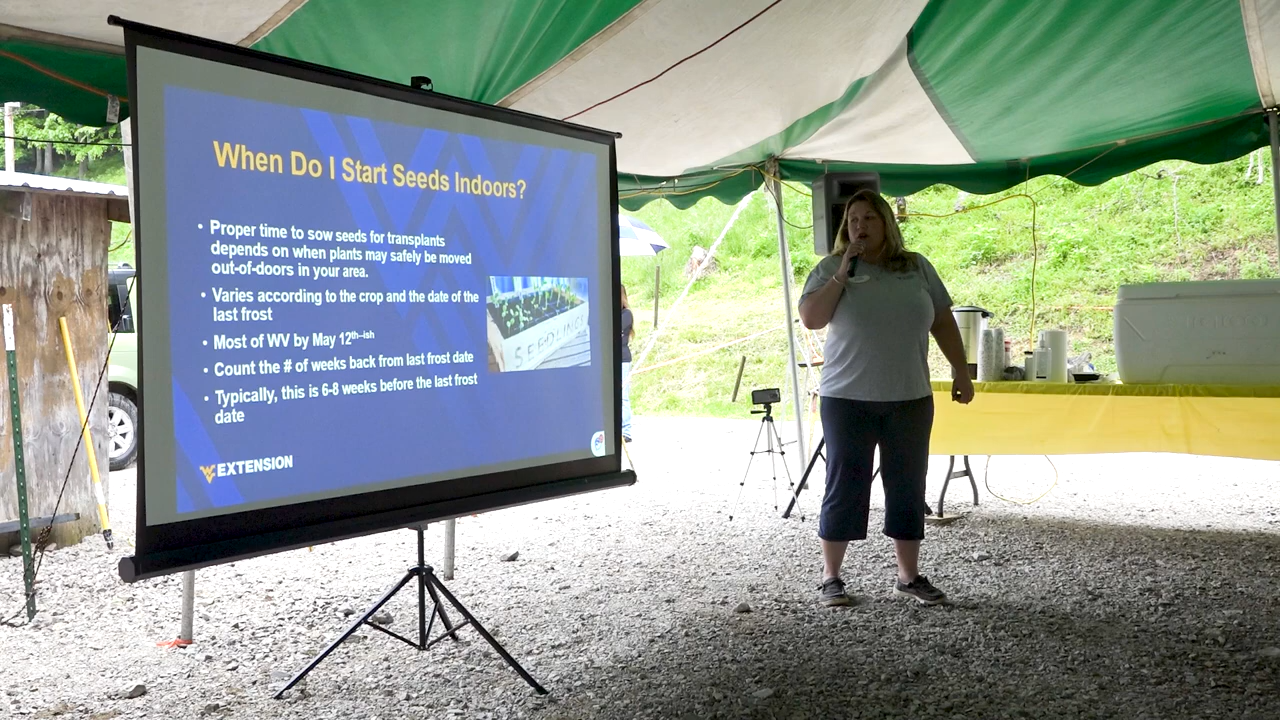 When Do I Start Seeds Indoors?
• Proper time to sow seeds for transplants
depends on when plants may safely be moved
out-of-doors in your area.
• Varies according to the crop and the date of the
last frost
• Most of WV by May 12th-ish
• Count the # of weeks back from last frost date
• Typically, this is 6-8 weeks before the last frost
date
SEEDLINGS
EXTENSION
IGLOO